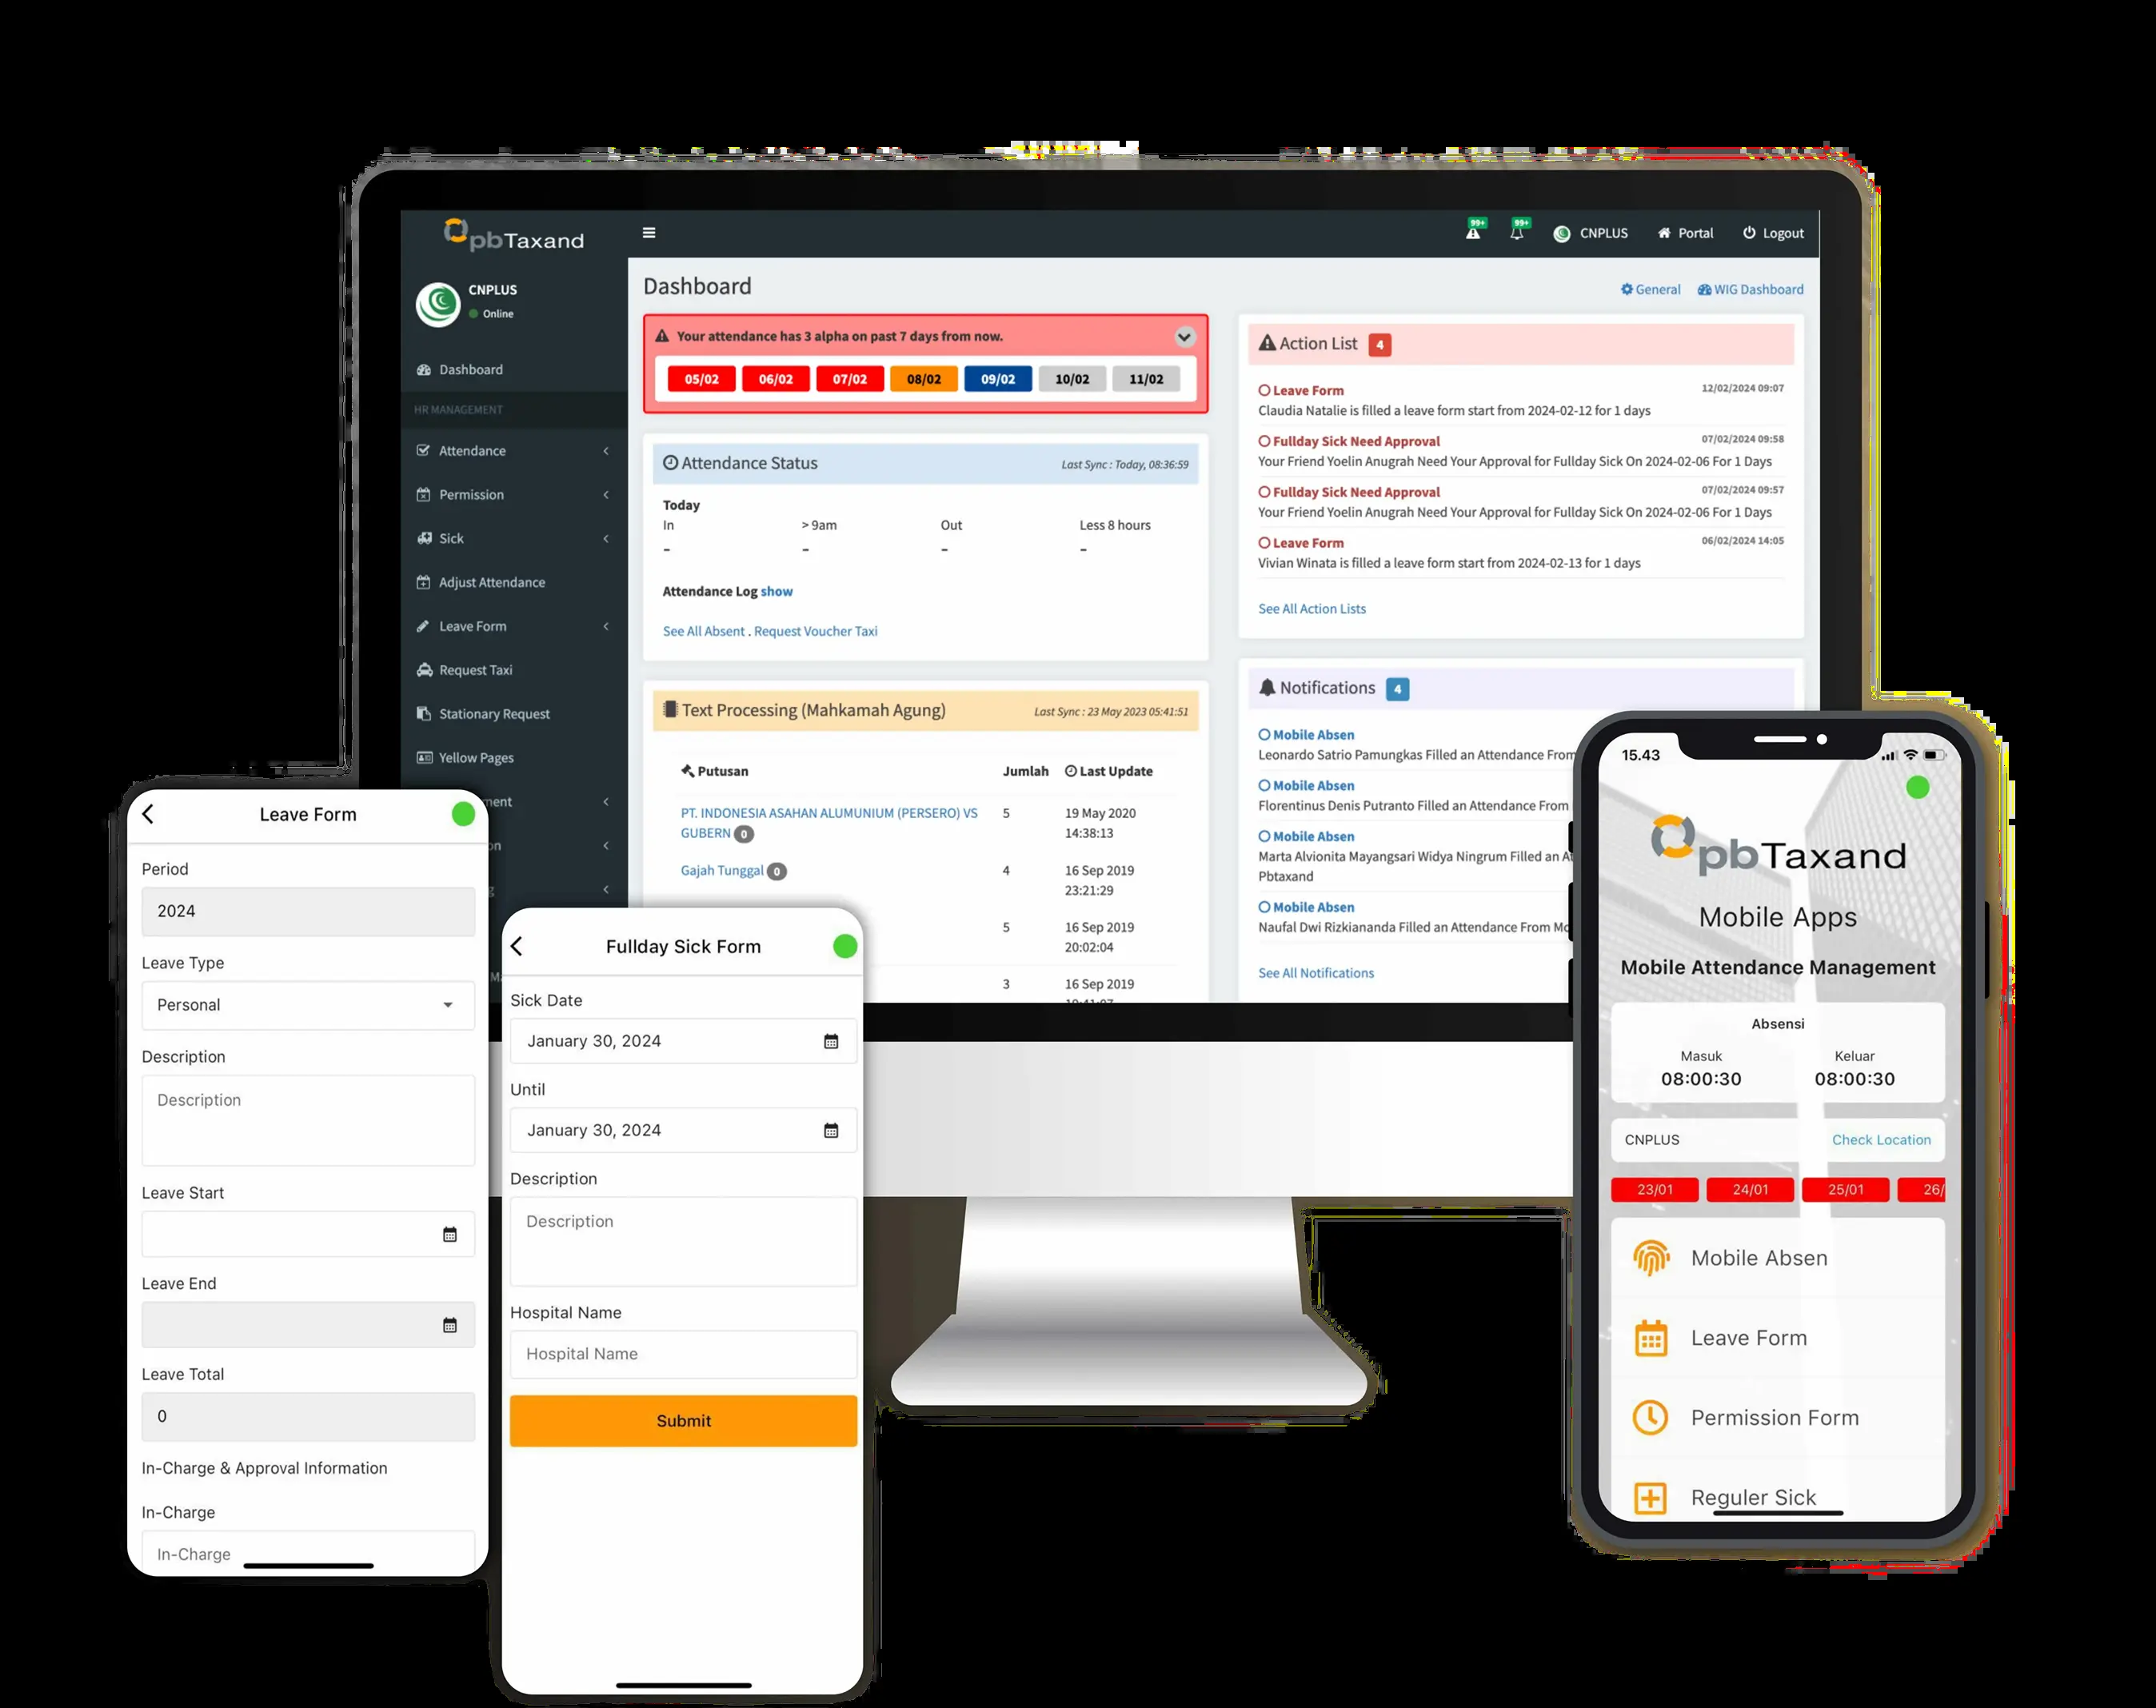 pbTaxand
99+
99+
CNPLUS
Portal
Logout
CNPLUS
Online
Dashboard
HR MANAGEMENT
Attendance
Permission
Sick
Adjust Attendance
Leave Form
Request Taxi
Stationary Request
Yellow Pages
Dashboard
General
WIG Dashboard
Your attendance has 3 alpha on past 7 days from now.
05/02 06/02 07/02 08/02 09/02 10/02 11/02
Attendance Status
Last Sync : Today, 08:36:59
Today
In > 9am Out Less 8 hours
- - - -
Attendance Log show
See All Absent . Request Voucher Taxi
Text Processing (Mahkamah Agung)
Last Sync : 23 May 2023 05:41:51
Putusan Jumlah Last Update
PT. INDONESIA ASAHAN ALUMUNIUM (PERSERO) VS 5 19 May 2020
GUBERN 0 14:38:13
Gajah Tunggal 0 4 16 Sep 2019
23:21:29
5 16 Sep 2019
20:02:04
3 16 Sep 2019
Action List 4
Leave Form 12/02/2024 09:07
Claudia Natalie is filled a leave form start from 2024-02-12 for 1 days
Fullday Sick Need Approval 07/02/2024 09:58
Your Friend Yoelin Anugrah Need Your Approval for Fullday Sick On 2024-02-06 For 1 Days
Fullday Sick Need Approval 07/02/2024 09:57
Your Friend Yoelin Anugrah Need Your Approval for Fullday Sick On 2024-02-06 For 1 Days
Leave Form 06/02/2024 14:05
Vivian Winata is filled a leave form start from 2024-02-13 for 1 days
See All Action Lists
Notifications 4
Mobile Absen
Leonardo Satrio Pamungkas Filled an Attendance From
Mobile Absen
Florentinus Denis Putranto Filled an Attendance From
Mobile Absen
Marta Alvionita Mayangsari Widya Ningrum Filled an
Pbtaxand
Mobile Absen
Naufal Dwi Rizkiananda Filled an Attendance From
See All Notifications
Leave Form
Period
2024
Leave Type
Personal
Description
Description
Leave Start
Leave End
Leave Total
0
In-Charge & Approval Information
In-Charge
In-Charge
Fullday Sick Form
Sick Date
January 30, 2024
Until
January 30, 2024
Description
Description
Hospital Name
Hospital Name
Submit
15.43
pbTaxand
Mobile Apps
Mobile Attendance Management
Absensi
Masuk Keluar
08:00:30 08:00:30
CNPLUS Check Location
23/01 24/01 25/01 26/
Mobile Absen
Leave Form
Permission Form
Reguler Sick